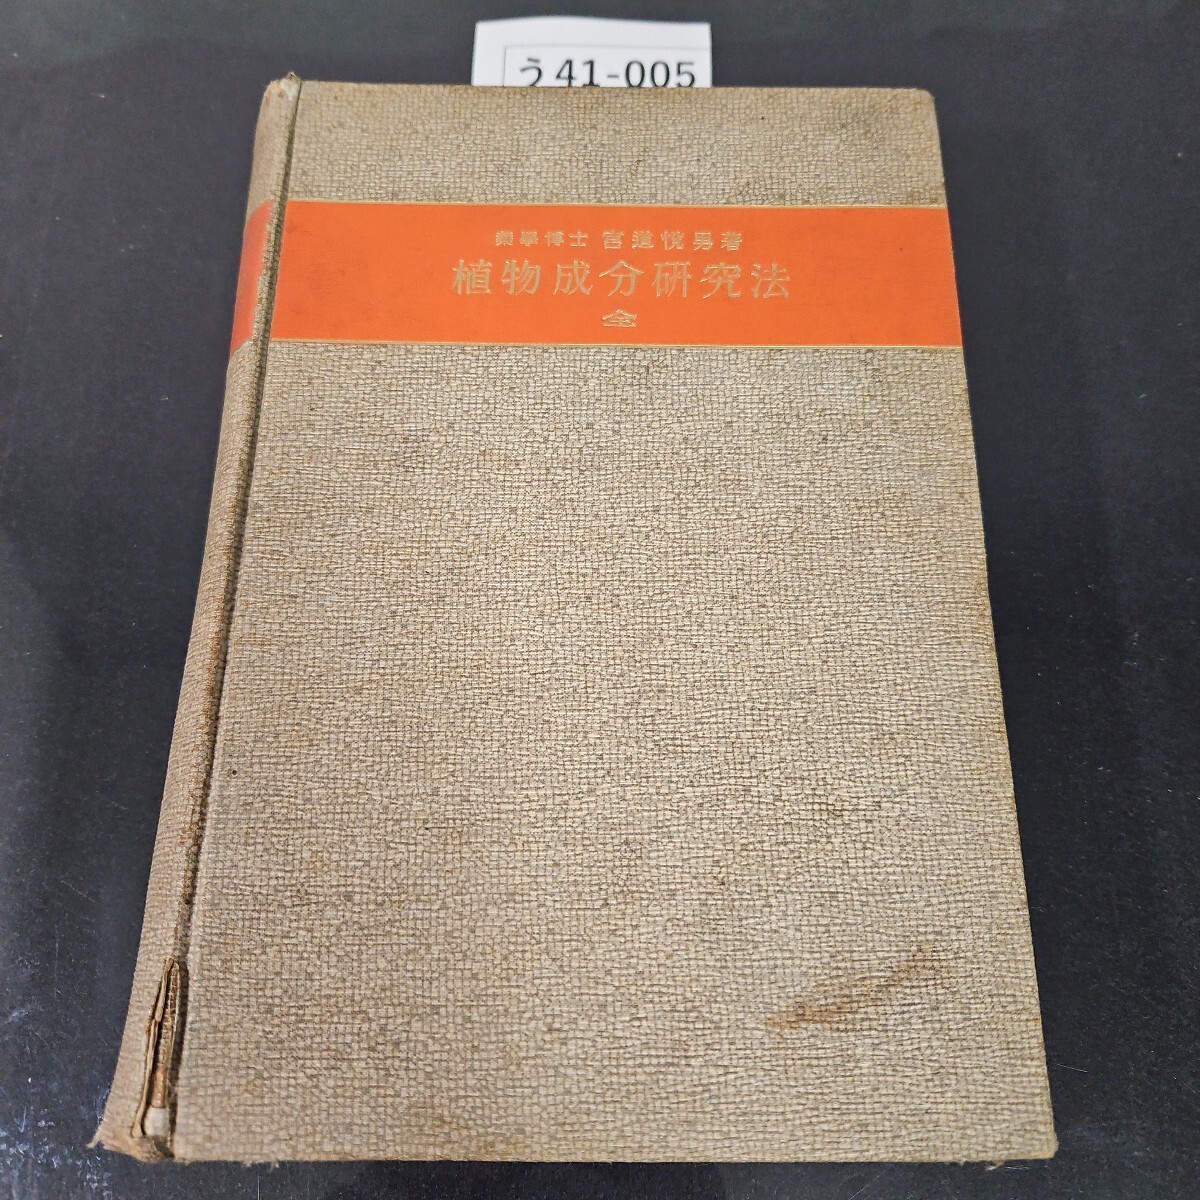 う41-005
藥學博士 宮道悅男著
植物成分研究法
全